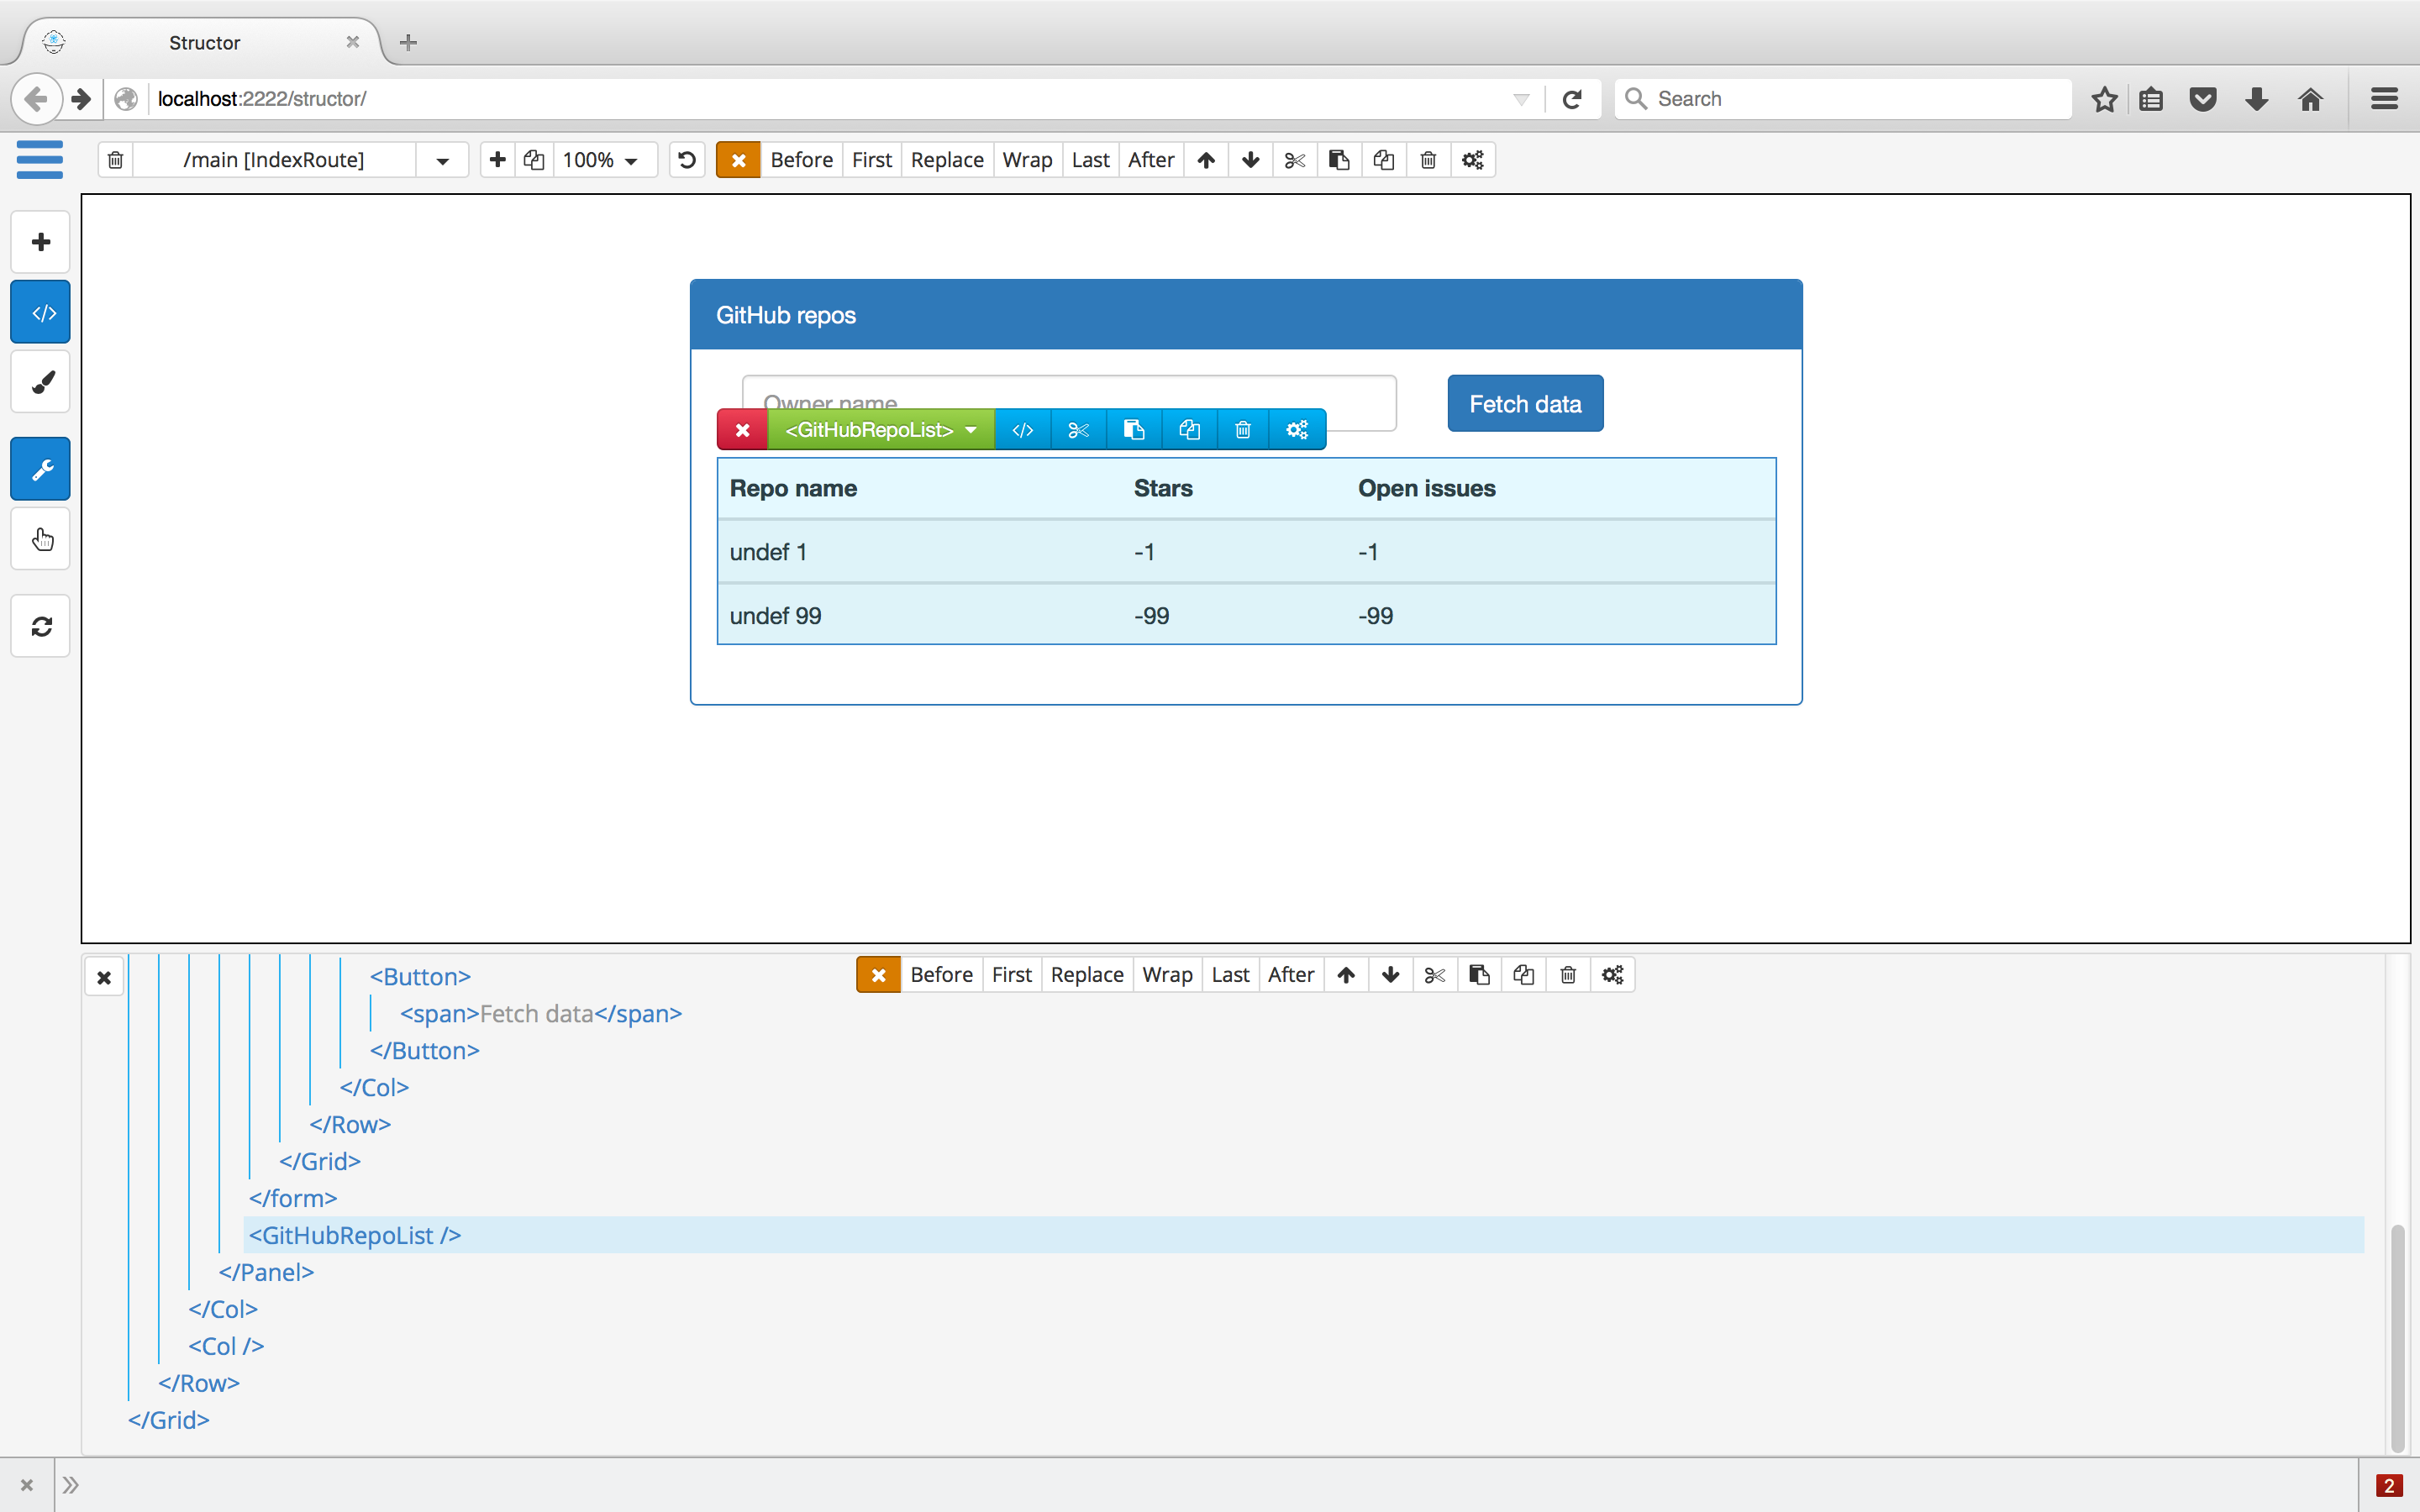 Structor
localhost:2222/structor/
Search
/main [IndexRoute]
100%
Before First Replace Wrap Last After
GitHub repos
Owner name
Fetch data
<GitHubRepoList>
</>
</>
Repo name Stars Open issues
undef 1 -1 -1
undef 99 -99 -99
Before First Replace Wrap Last After
<Button>
<span>Fetch data</span>
</Button>
</Col>
</Row>
</Grid>
</form>
<GitHubRepoList />
</Panel>
</Col>
<Col />
</Row>
</Grid>
2